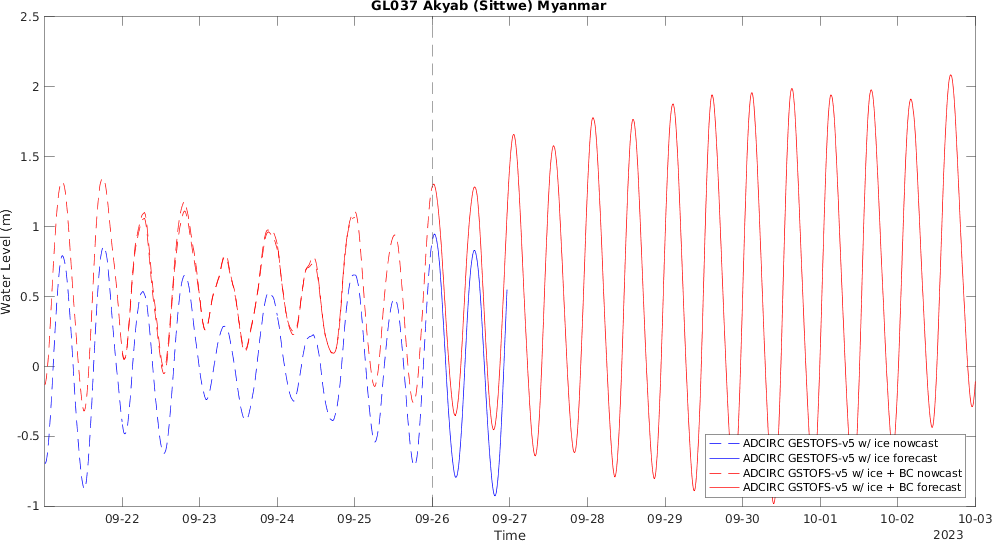 GL037 Akyab (Sittwe) Myanmar
2.5
2
1.5
1
0.5
0
-0.5
-1
Water Level (m)
ADCIRC GESTOFS-v5 w/ ice nowcast
ADCIRC GESTOFS-v5 w/ ice forecast
ADCIRC GSTOFS-v5 w/ ice + BC nowcast
ADCIRC GSTOFS-v5 w/ ice + BC forecast
09-22 09-23 09-24 09-25 09-26 09-27 09-28 09-29 09-30 10-01 10-02 10-03
Time
2023